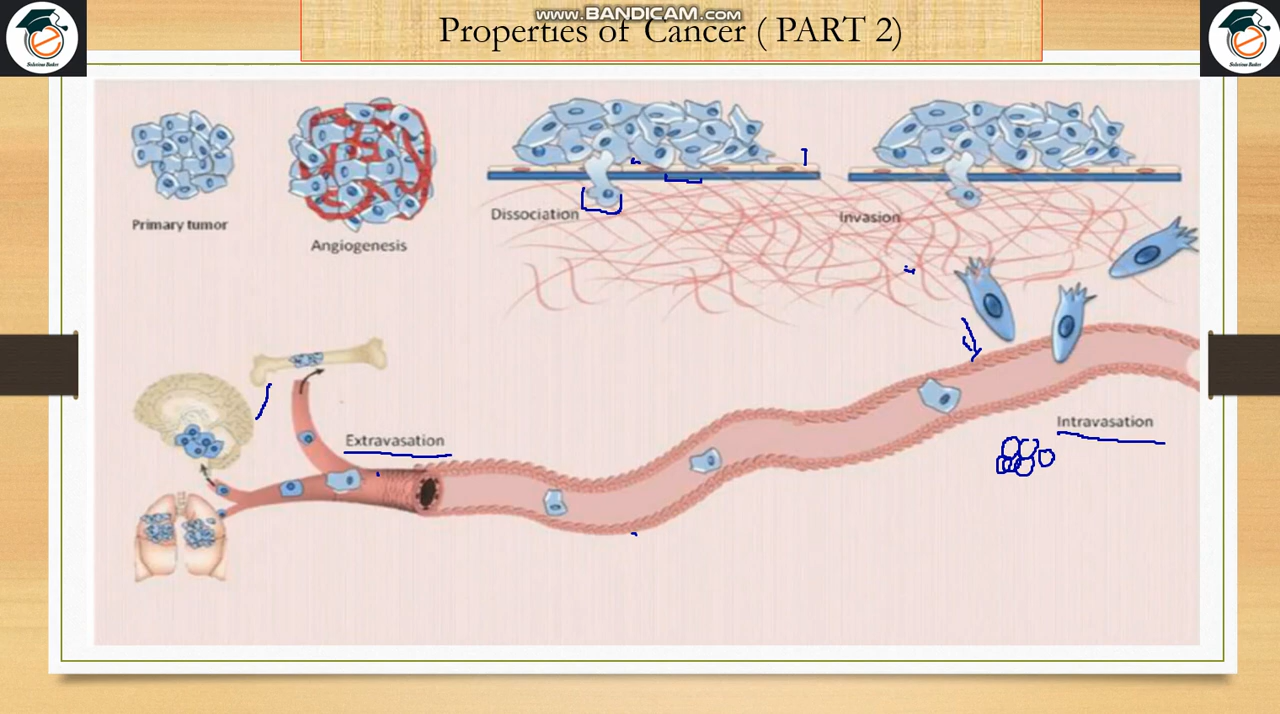 www.BANDICAM.com
Properties of Cancer ( PART 2)
Primary tumor
Angiogenesis
Dissociation
Invasion
Extravasation
Intravasation